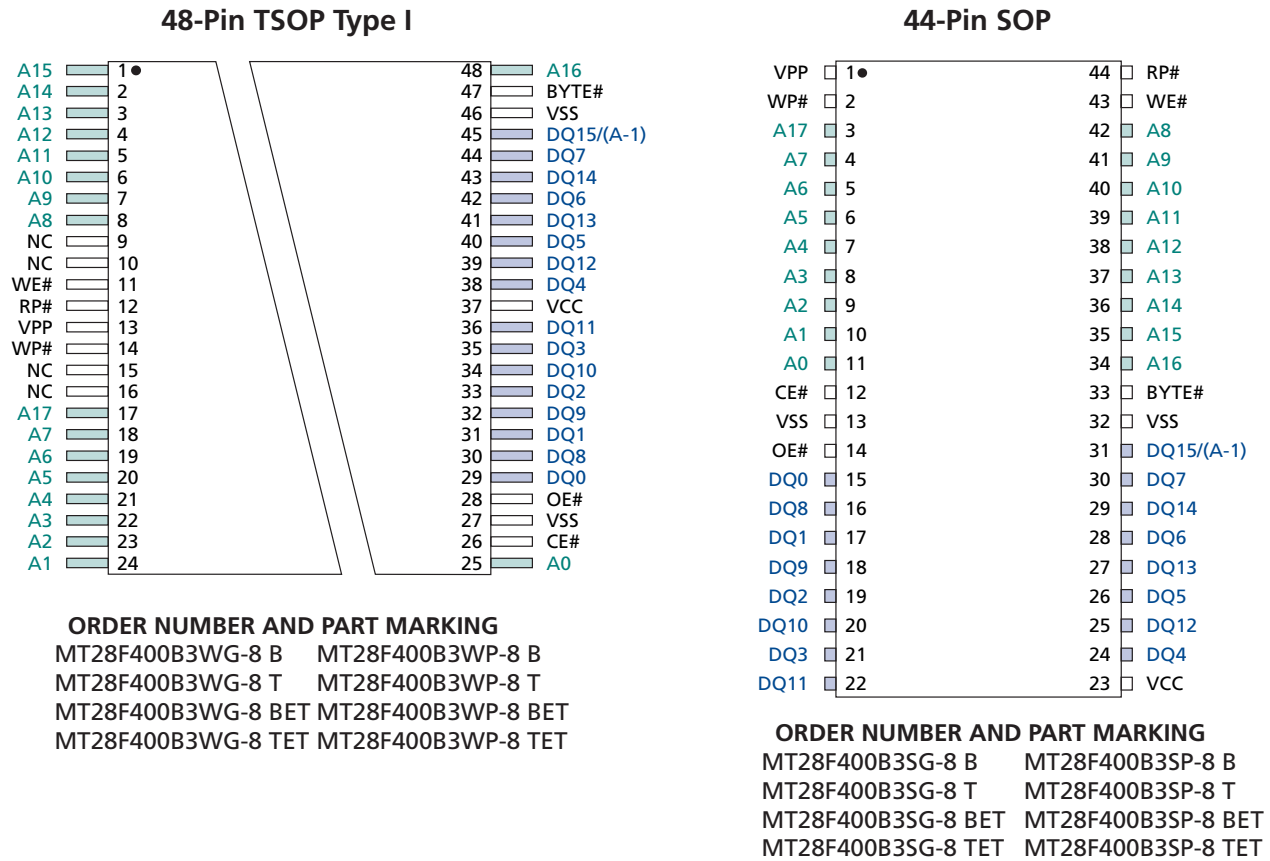 48-Pin TSOP Type I
A15 1 48 A16
A14 2 47 BYTE#
A13 3 46 VSS
A12 4 45 DQ15/(A-1)
A11 5 44 DQ7
A10 6 43 DQ14
A9 7 42 DQ6
A8 8 41 DQ13
NC 9 40 DQ5
NC 10 39 DQ12
WE# 11 38 DQ4
RP# 12 37 VCC
VPP 13 36 DQ11
WP# 14 35 DQ3
NC 15 34 DQ10
NC 16 33 DQ2
A17 17 32 DQ9
A7 18 31 DQ1
A6 19 30 DQ8
A5 20 29 DQ0
A4 21 28 OE#
A3 22 27 VSS
A2 23 26 CE#
A1 24 25 A0
ORDER NUMBER AND PART MARKING
MT28F400B3WG-8 B MT28F400B3WP-8 B
MT28F400B3WG-8 T MT28F400B3WP-8 T
MT28F400B3WG-8 BET MT28F400B3WP-8 BET
MT28F400B3WG-8 TET MT28F400B3WP-8 TET
44-Pin SOP
VPP 1 44 RP#
WP# 2 43 WE#
A17 3 42 A8
A7 4 41 A9
A6 5 40 A10
A5 6 39 A11
A4 7 38 A12
A3 8 37 A13
A2 9 36 A14
A1 10 35 A15
A0 11 34 A16
CE# 12 33 BYTE#
VSS 13 32 VSS
OE# 14 31 DQ15/(A-1)
DQ0 15 30 DQ7
DQ8 16 29 DQ14
DQ1 17 28 DQ6
DQ9 18 27 DQ13
DQ2 19 26 DQ5
DQ10 20 25 DQ12
DQ3 21 24 DQ4
DQ11 22 23 VCC
ORDER NUMBER AND PART MARKING
MT28F400B3SG-8 B MT28F400B3SP-8 B
MT28F400B3SG-8 T MT28F400B3SP-8 T
MT28F400B3SG-8 BET MT28F400B3SP-8 BET
MT28F400B3SG-8 TET MT28F400B3SP-8 TET